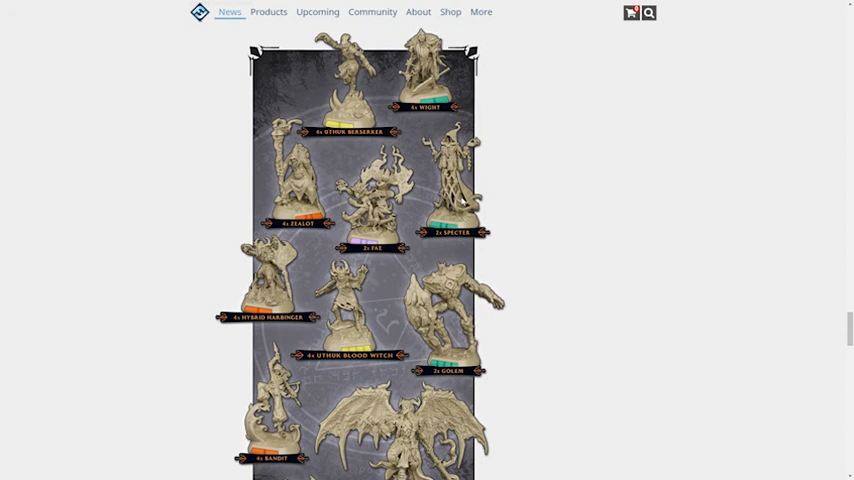 News Products Upcoming Community About Shop More
4x UTHUK BERSERKER
4x WIGHT
4x ZEALOT
2x FAE
2x SPECTER
4x HYBRID HARBINGER
4x UTHUK BLOOD WITCH
2x GOLEM
4x BANDIT